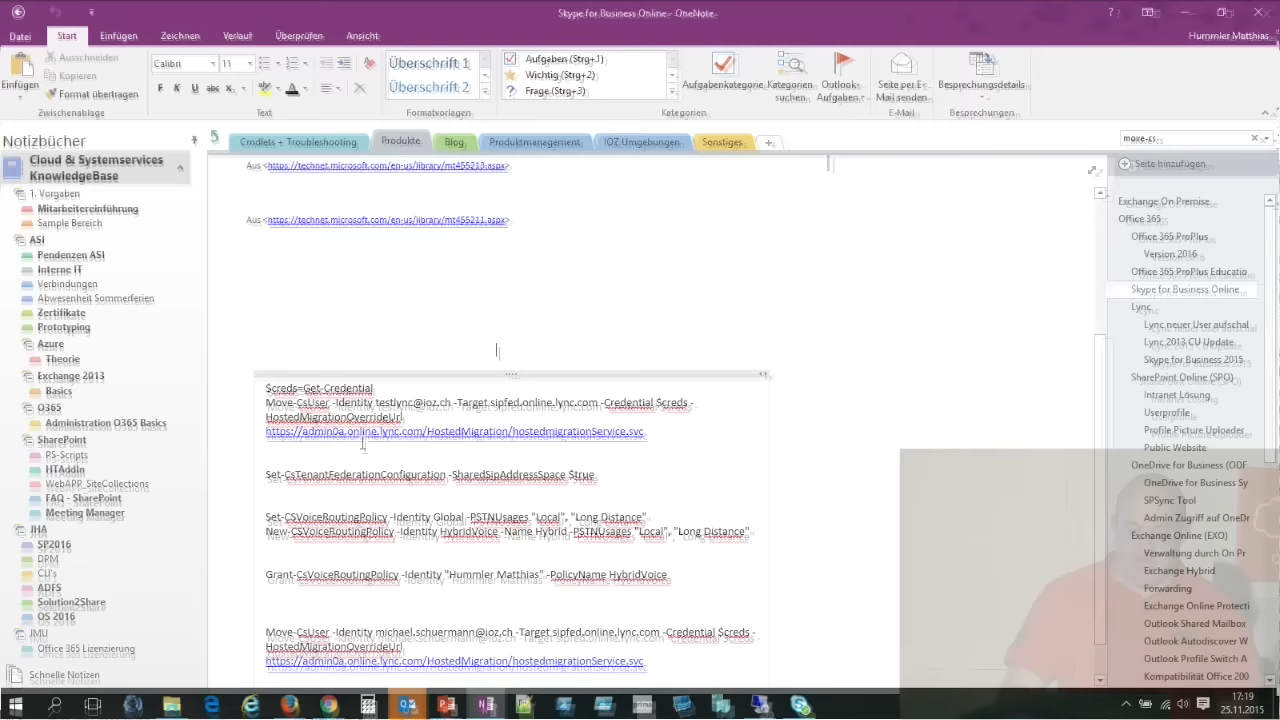 Skype for Business Online - OneNote
Datei Start Einfügen Zeichnen Verlauf Überprüfen Ansicht Hummler Matthias
Einfügen
Ausschneiden
Kopieren
Format übertragen
Zwischenablage
Calibri 11
F K U abc
Text
Überschrift 1
Überschrift 2
Formatvorlagen
Aufgaben (Strg+1)
Wichtig (Strg+2)
Frage (Strg+3)
Aufgabenkategorie
Kategorien suchen
Kategorien
Outlook-Aufgaben
Seite per E-Mail senden
E-Mail
Besprechungsdetails
Besprechungen
Notizbücher
Cmdlets + Troubleshooting Produkte Blog Produktmanagement IOZ Umgebungen Sonstiges
more-cs
Cloud & Systemservices
KnowledgeBase
1. Vorgaben
Mitarbeitereinführung
Sample Bereich
ASI
Pendenzen ASI
Interne IT
Verbindungen
Abwesenheit Sommerferien
Zertifikate
Prototyping
Azure
Theorie
Exchange 2013
Basics
O365
Administration O365 Basics
SharePoint
PS-Scripts
HTAddIn
WebAPP_SiteCollections
FAQ - SharePoint
Meeting Manager
JHA
SP2016
DPM
CU's
ADFS
Solution2Share
OS 2016
JMU
Office 365 Lizenzierung
Schnelle Notizen
Aus <https://technet.microsoft.com/en-us/library/mt455213.aspx>
Aus <https://technet.microsoft.com/en-us/library/mt455211.aspx>
$creds=Get-Credential
Move-CsUser -Identity testlync@ioz.ch -Target sipfed.online.lync.com -Credential $creds -
HostedMigrationOverrideUrl
https://admin0a.online.lync.com/HostedMigration/hostedmigrationService.svc
Set-CsTenantFederationConfiguration -SharedSipAddressSpace $true
Set-CSVoiceRoutingPolicy -Identity Global -PSTNUsages "Local", "Long Distance"
New-CSVoiceRoutingPolicy -Identity HybridVoice -Name Hybrid -PSTNUsages "Local", "Long Distance"
Grant-CsVoiceRoutingPolicy -Identity "Hummler Matthias" -PolicyName HybridVoice
Move-CsUser -Identity michael.schuermann@ioz.ch -Target sipfed.online.lync.com -Credential $creds -
HostedMigrationOverrideUrl
https://admin0a.online.lync.com/HostedMigration/hostedmigrationService.svc
Seite hinzufügen
Exchange On Premise
Office 365
Office 365 ProPlus
Version 2016
Office 365 ProPlus Educatio
Skype for Business Online
Lync
Lync neuer User aufschal
Lync 2013 CU Update
Skype for Business 2015
SharePoint Online (SPO)
Intranet Lösung
Userprofile
Profile Picture Uploader
Public Website
OneDrive for Business (ODF
OneDrive for Business Sy
SPSync Tool
Admin Zugriff auf OneDr
Exchange Online (EXO)
Verwaltung durch On Pr
Exchange Hybrid
Forwarding
Exchange Online Protecti
Outlook Shared Mailbox
Outlook Autodiscover W
Outlook Profile Switch A
Kompatibilität Office 200
17:19
25.11.2015